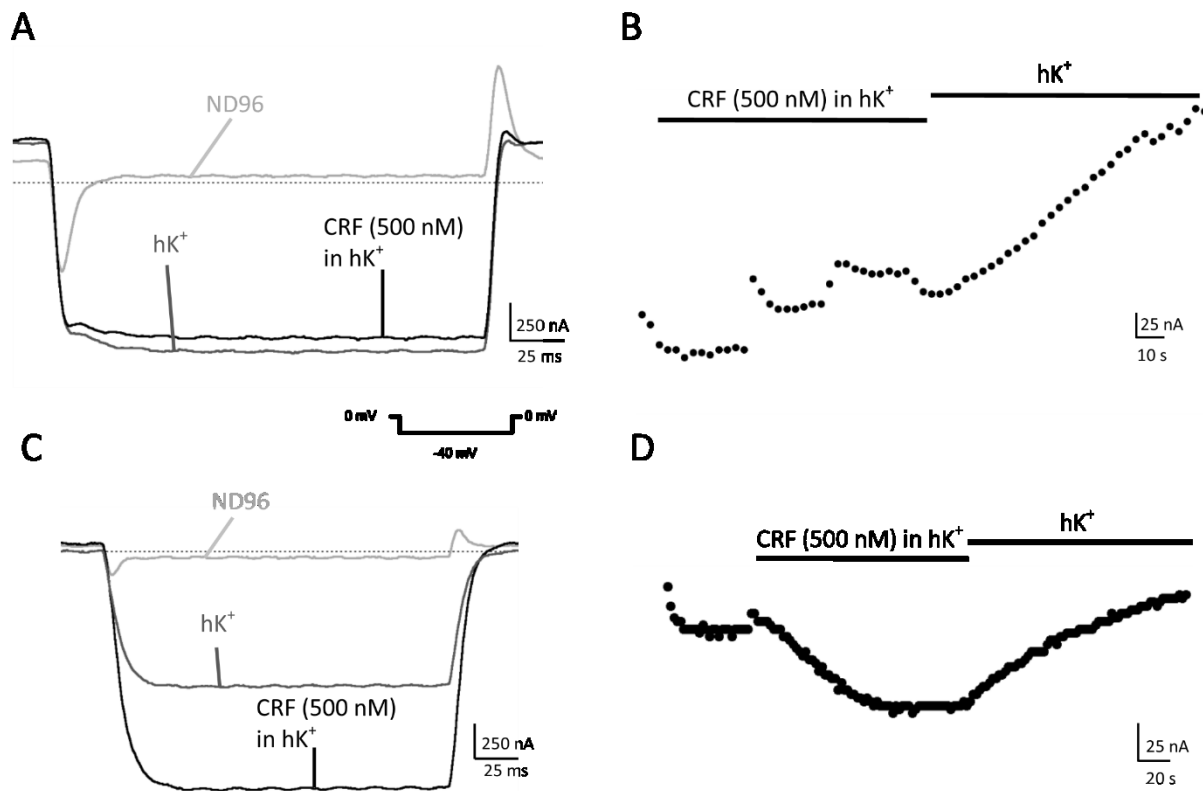 A
ND96
hK⁺
CRF (500 nM)
in hK⁺
250 nA
25 ms
B
hK⁺
CRF (500 nM) in hK⁺
25 nA
10 s
0 mV
0 mV
-40 mV
C
ND96
hK⁺
CRF (500 nM)
in hK⁺
250 nA
25 ms
D
hK⁺
CRF (500 nM) in hK⁺
25 nA
20 s